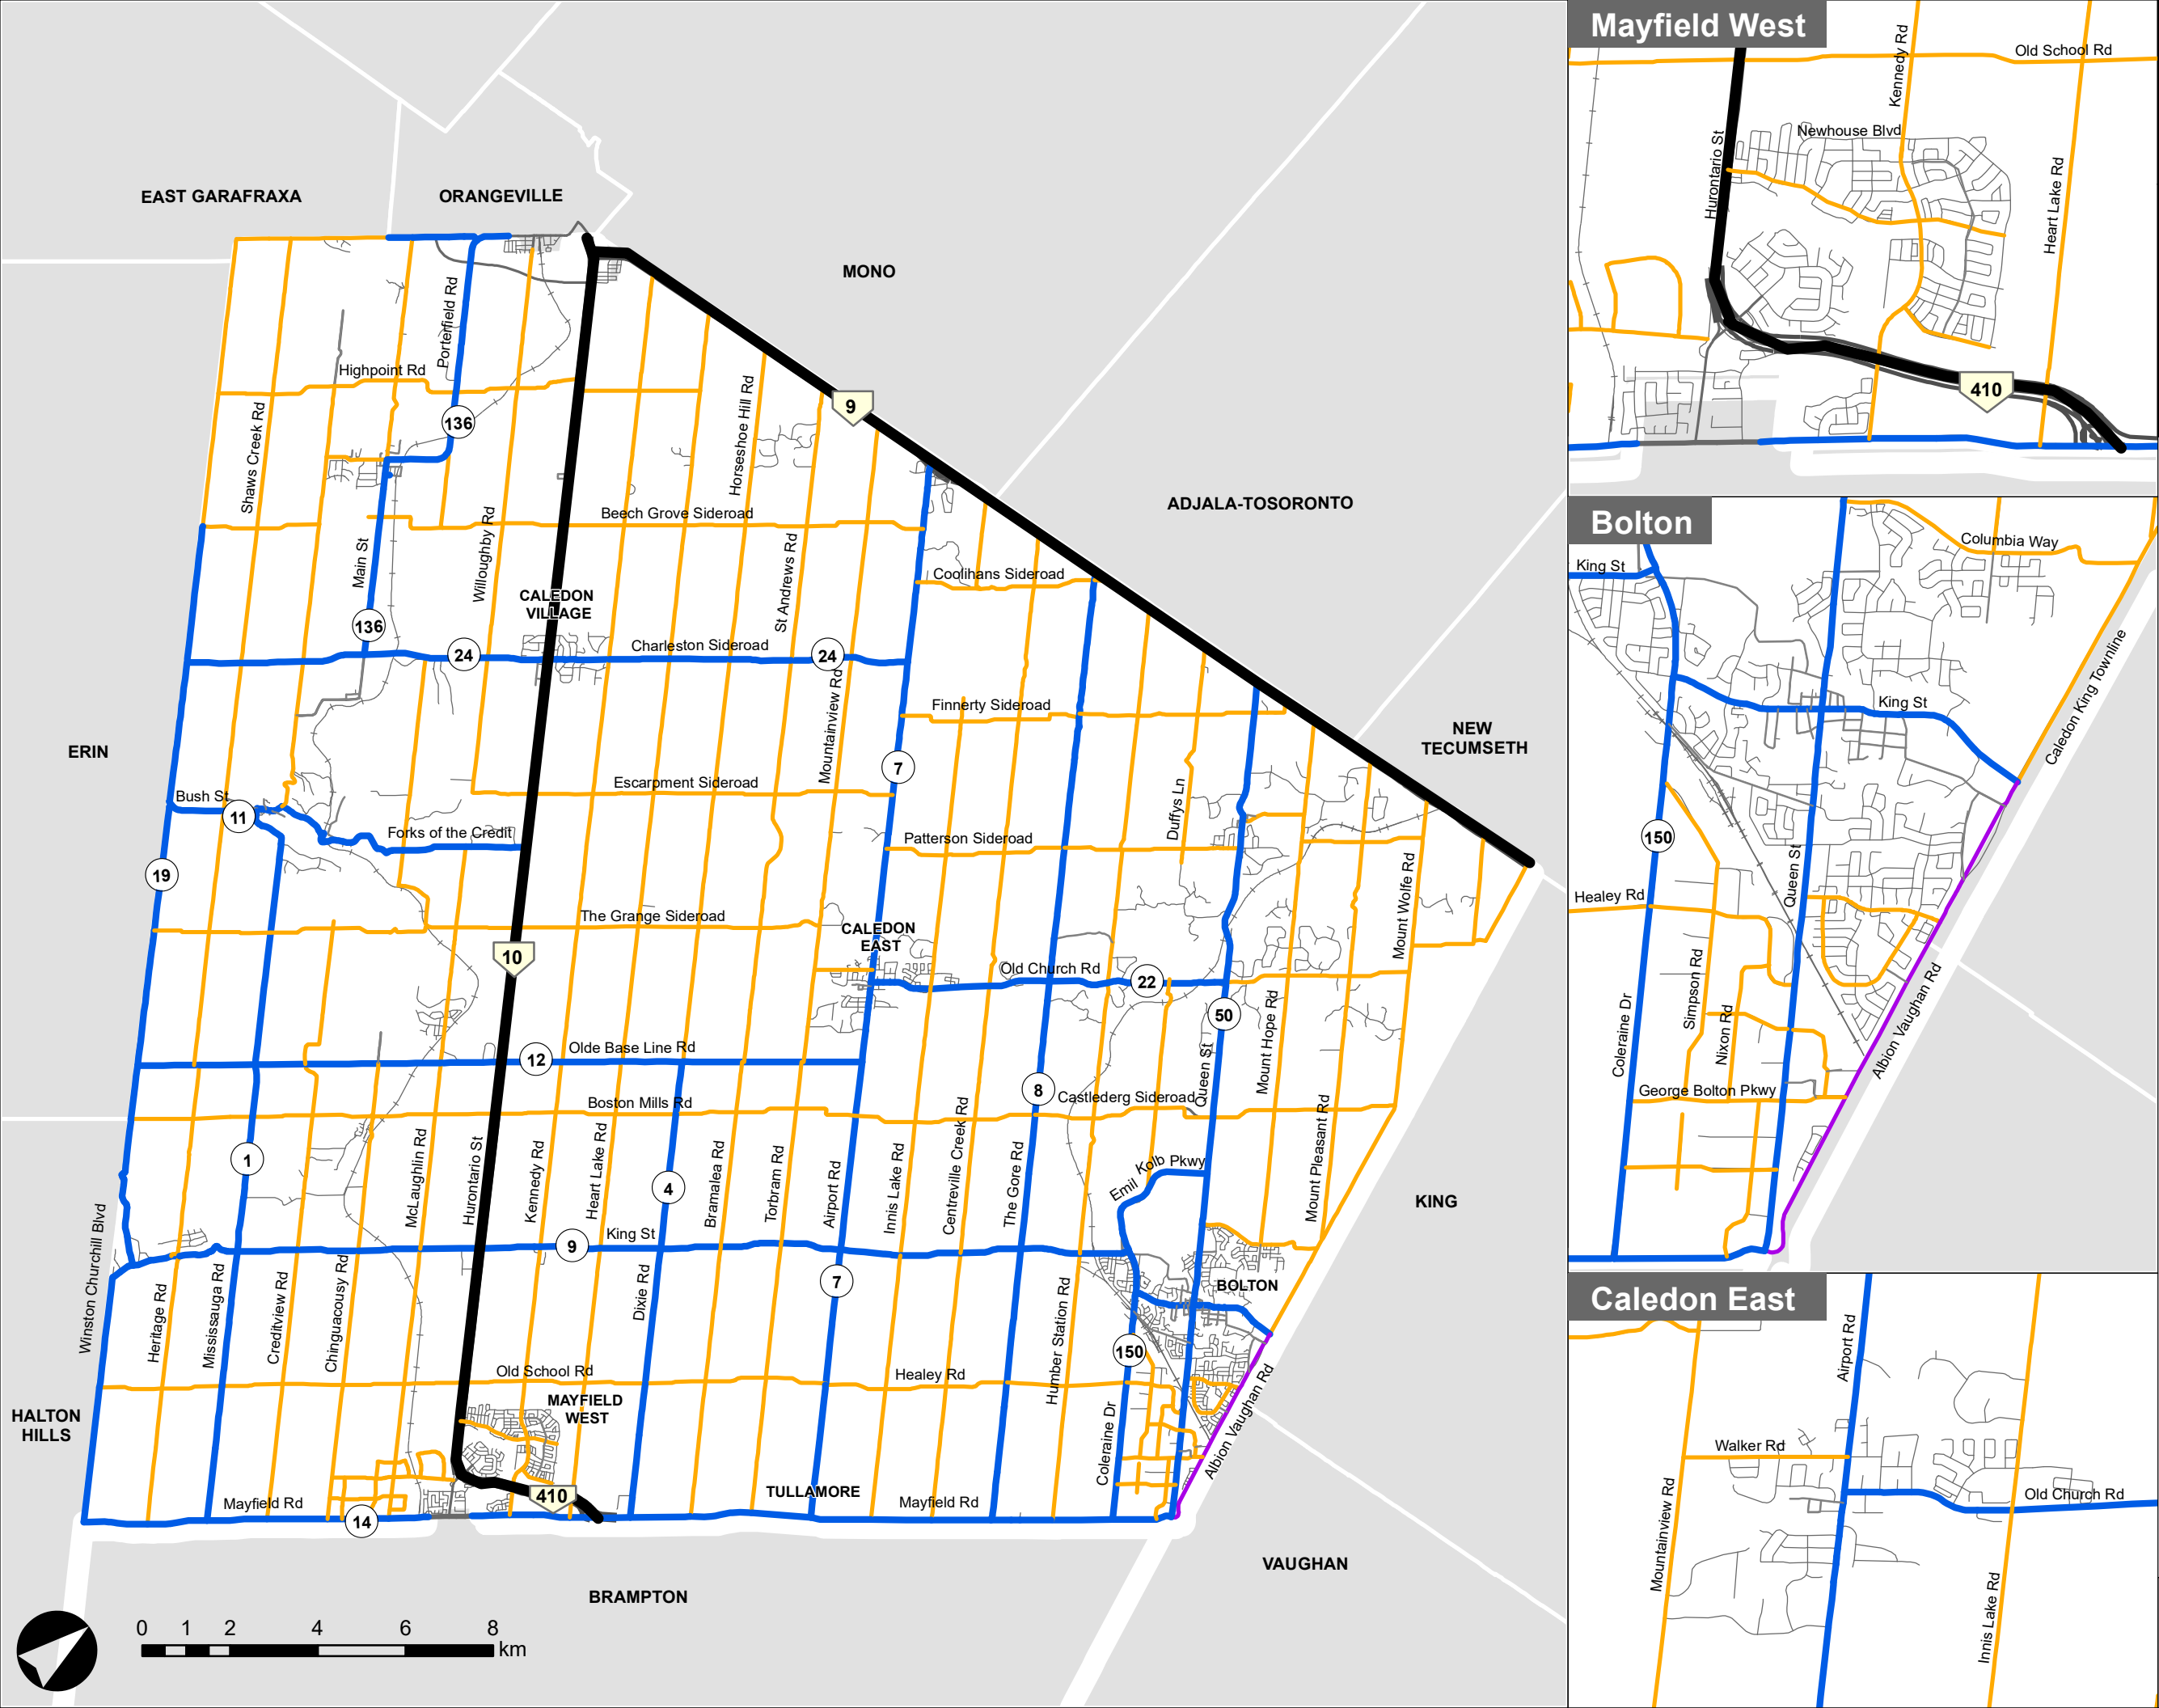 EAST GARAFRAXA
ORANGEVILLE
MONO
Porterfield Rd
Highpoint Rd
136
9
Shaws Creek Rd
Horseshoe Hill Rd
Beech Grove Sideroad
ADJALA-TOSORONTO
Willoughby Rd
Main St
St Andrews Rd
Coolihans Sideroad
CALEDON
VILLAGE
136
24
Charleston Sideroad
24
Mountainview Rd
Finnerty Sideroad
NEW
TECUMSETH
ERIN
7
Escarpment Sideroad
Bush St
11
Forks of the Credit
Patterson Sideroad
Duffys Ln
19
Mount Wolfe Rd
The Grange Sideroad
CALEDON
EAST
10
Old Church Rd
22
50
Mount Hope Rd
12
Olde Base Line Rd
Queen St
8
Boston Mills Rd
Castlederg Sideroad
1
McLaughlin Rd
Hurontario St
Kennedy Rd
Heart Lake Rd
4
Bramalea Rd
Torbram Rd
Airport Rd
Innis Lake Rd
Centreville Creek Rd
The Gore Rd
Emil Kolb Pkwy
Mount Pleasant Rd
KING
Winston Churchill Blvd
9
King St
7
Heritage Rd
Mississauga Rd
Creditview Rd
Chinguacousy Rd
Dixie Rd
Humber Station Rd
BOLTON
150
Old School Rd
Healey Rd
MAYFIELD
WEST
HALTON
HILLS
Coleraine Dr
Albion Vaughan Rd
410
TULLAMORE
Mayfield Rd
14
Mayfield Rd
VAUGHAN
BRAMPTON
0 1 2 4 6 8
km
Mayfield West
Kennedy Rd
Old School Rd
Newhouse Blvd
Hurontario St
Heart Lake Rd
410
Bolton
Columbia Way
King St
King St
Caledon King Townline
150
Queen St
Healey Rd
Simpson Rd
Nixon Rd
Coleraine Dr
Albion Vaughan Rd
George Bolton Pkwy
Caledon East
Airport Rd
Walker Rd
Mountainview Rd
Old Church Rd
Innis Lake Rd